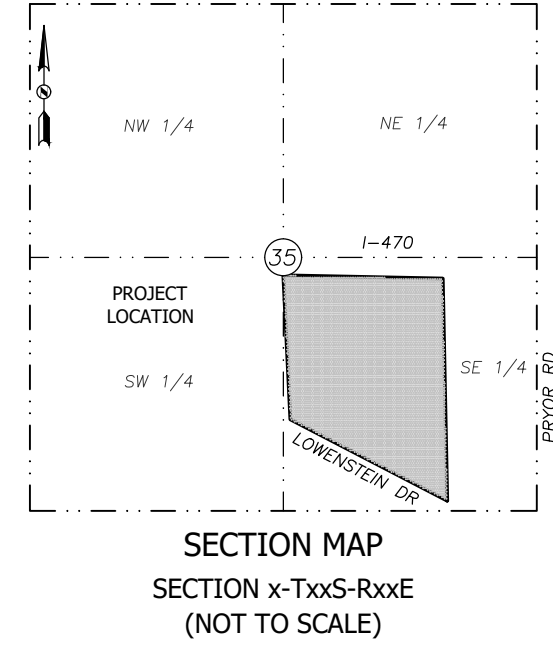 NW 1/4
NE 1/4
35
I-470
PROJECT
LOCATION
SW 1/4
SE 1/4
PRYOR RD
LOWENSTEIN DR
SECTION MAP
SECTION x-TxxS-RxxE
(NOT TO SCALE)